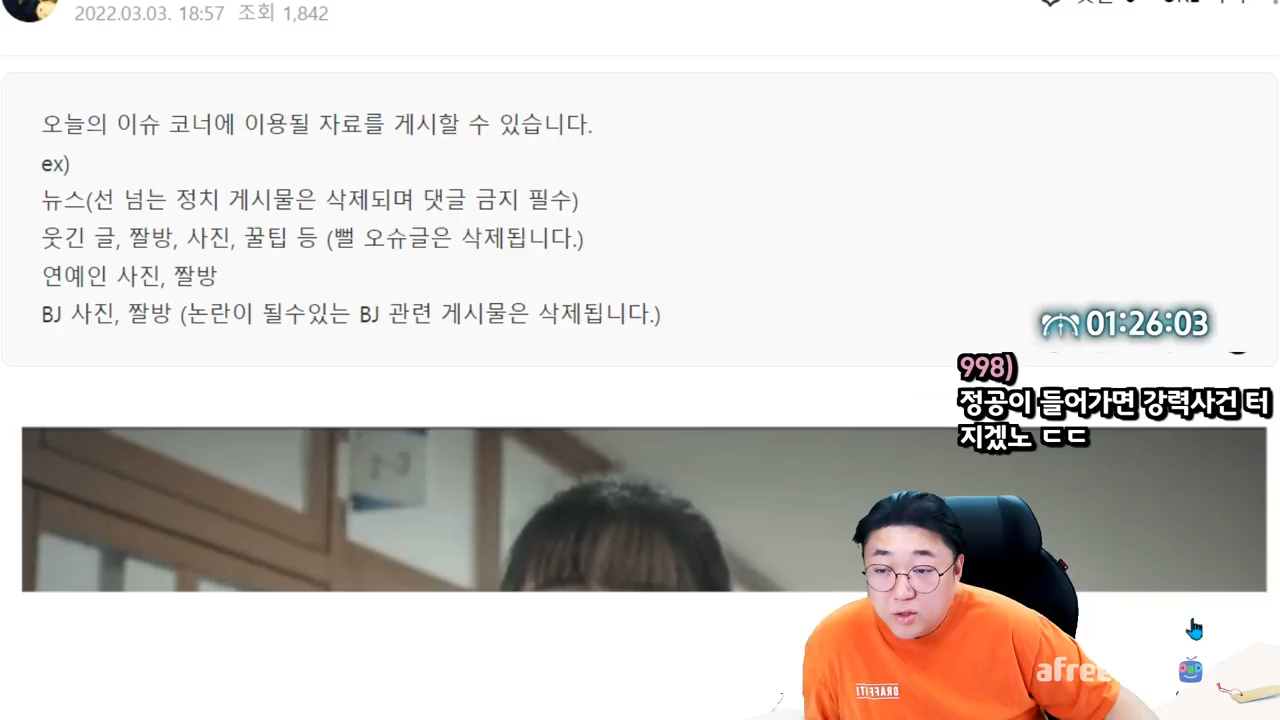 2022.03.03. 18:57 조회 1,842
오늘의 이슈 코너에 이용될 자료를 게시할 수 있습니다.
ex)
뉴스(선 넘는 정치 게시물은 삭제되며 댓글 금지 필수)
웃긴 글, 짤방, 사진, 꿀팁 등 (뻘 오슈글은 삭제됩니다.)
연예인 사진, 짤방
BJ 사진, 짤방 (논란이 될수있는 BJ 관련 게시물은 삭제됩니다.)
01:26:03
998)
정공이 들어가면 강력사건 터
지겠노 ㄷㄷ
2-3
GRAFFITI